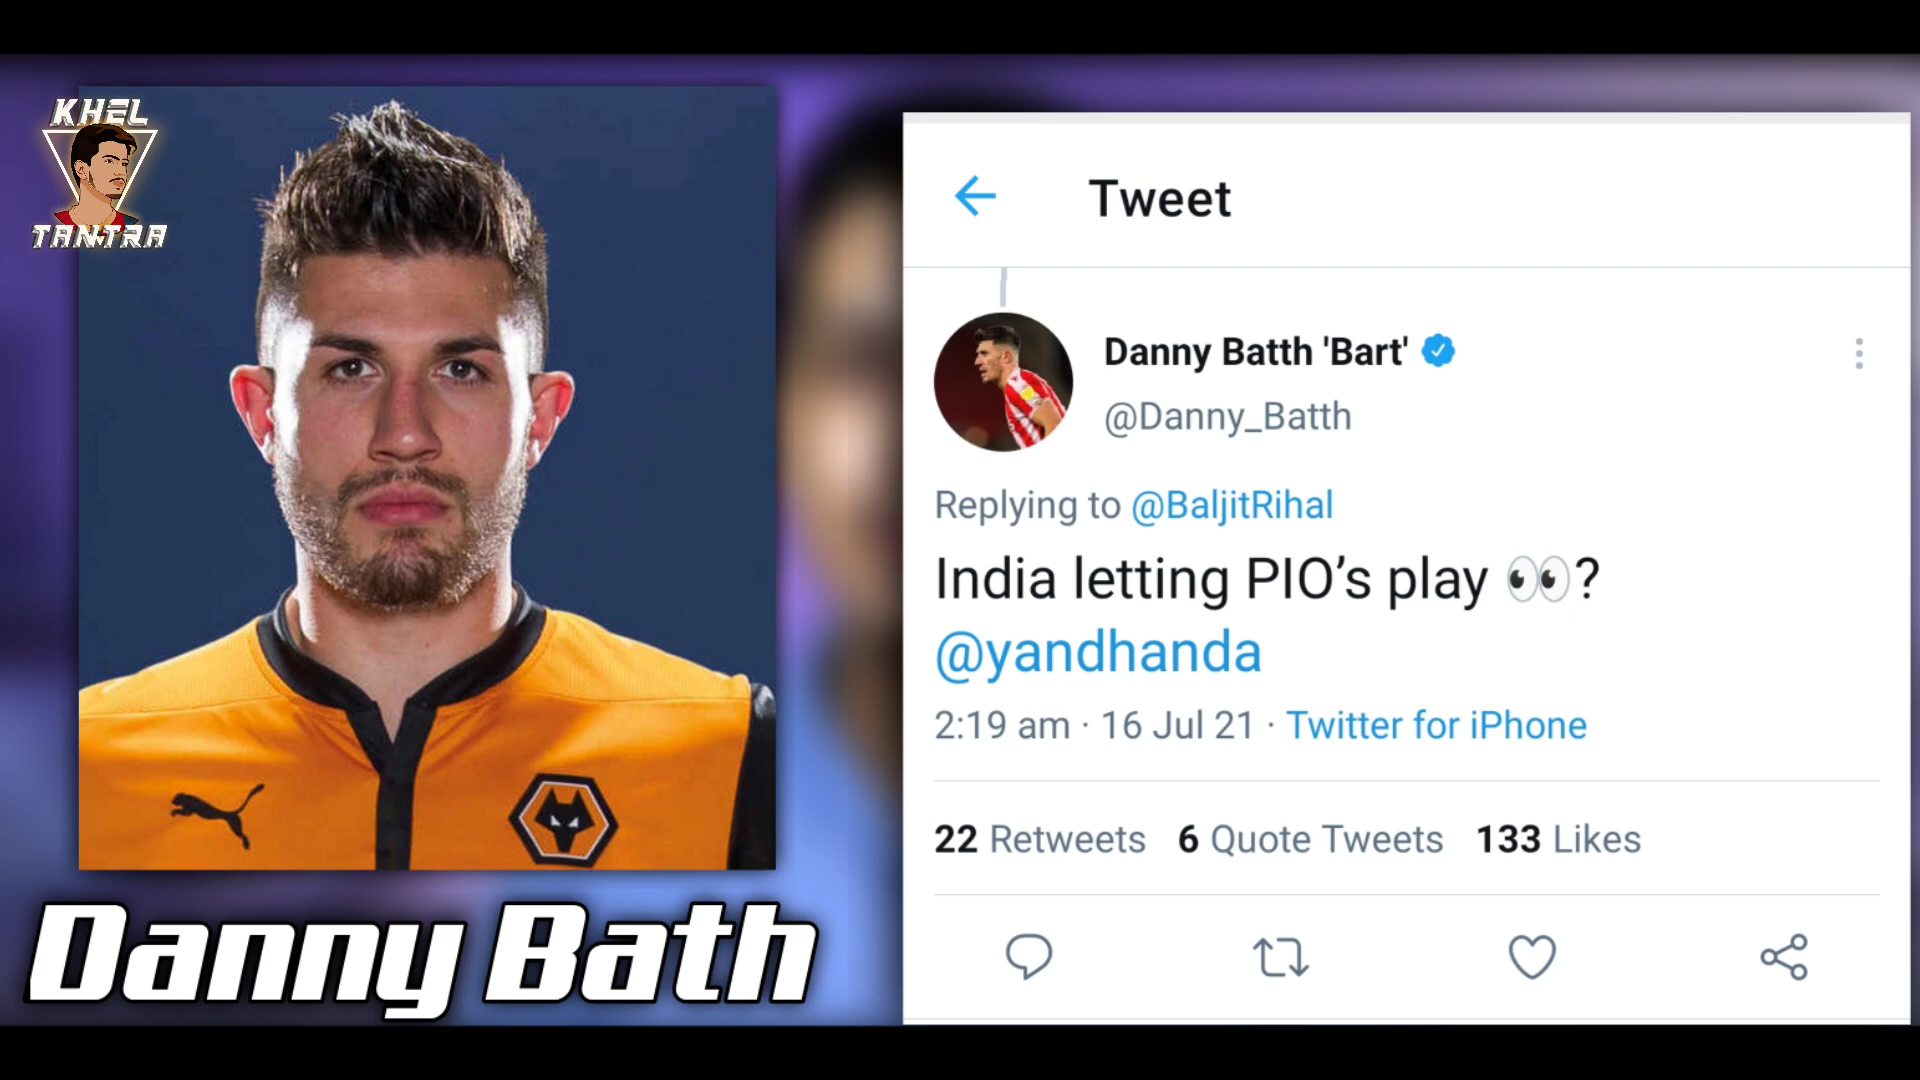 KHEL
TANTRA
Danny Bath
Tweet
Danny Batth 'Bart'
@Danny_Batth
Replying to @BaljitRihal
India letting PIO’s play 👀?
@yandhanda
2:19 am · 16 Jul 21 · Twitter for iPhone
22 Retweets 6 Quote Tweets 133 Likes